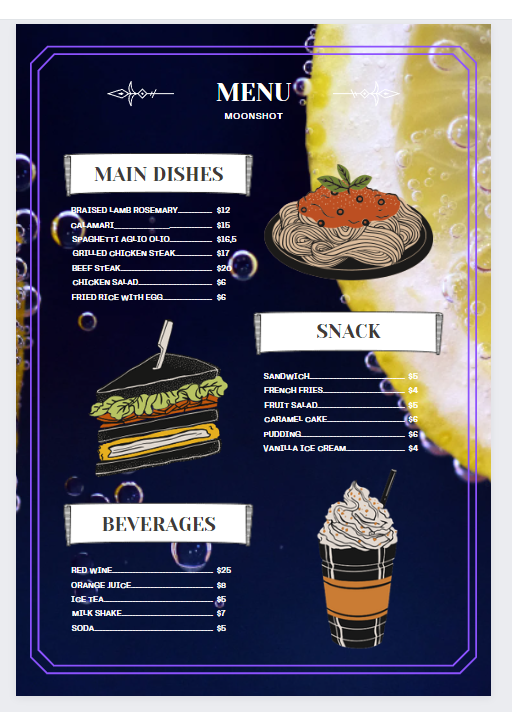 MENU
MOONSHOT
MAIN DISHES
BRAISED LAMB ROSEMARY $12
CALAMARI $15
SPAGHETTI AGLIO OLIO $16,5
GRILLED CHICKEN STEAK $17
BEEF STEAK $20
CHICKEN SALAD $6
FRIED RICE WITH EGG $6
SNACK
SANDWICH $5
FRENCH FRIES $4
FRUIT SALAD $5
CARAMEL CAKE $6
PUDDING $6
VANILLA ICE CREAM $4
BEVERAGES
RED WINE $25
ORANGE JUICE $8
ICE TEA $5
MILK SHAKE $7
SODA $5